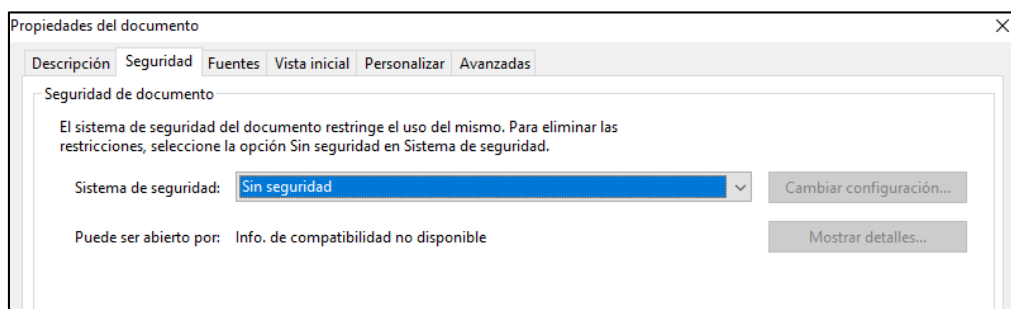 Propiedades del documento
Descripción Seguridad Fuentes Vista inicial Personalizar Avanzadas
Seguridad de documento
El sistema de seguridad del documento restringe el uso del mismo. Para eliminar las
restricciones, seleccione la opción Sin seguridad en Sistema de seguridad.
Sistema de seguridad: Sin seguridad Cambiar configuración...
Puede ser abierto por: Info. de compatibilidad no disponible Mostrar detalles...